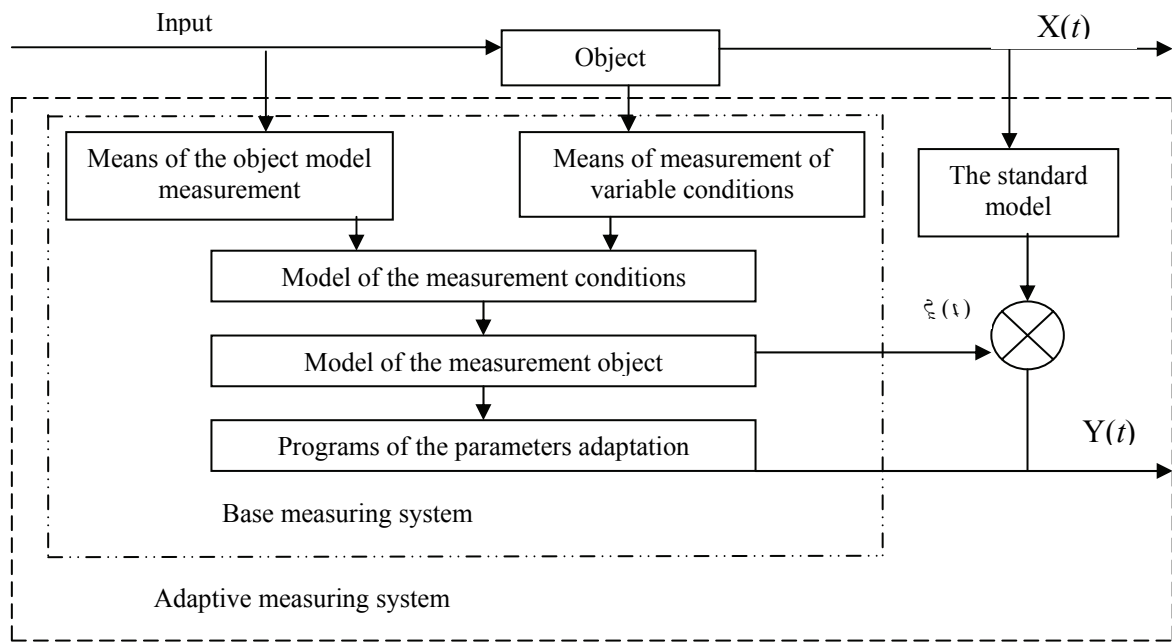 Input
X(t)
Object
Means of the object model
measurement
Means of measurement of
variable conditions
The standard
model
Model of the measurement conditions
ξ (t)
Model of the measurement object
Programs of the parameters adaptation
Y(t)
Base measuring system
Adaptive measuring system